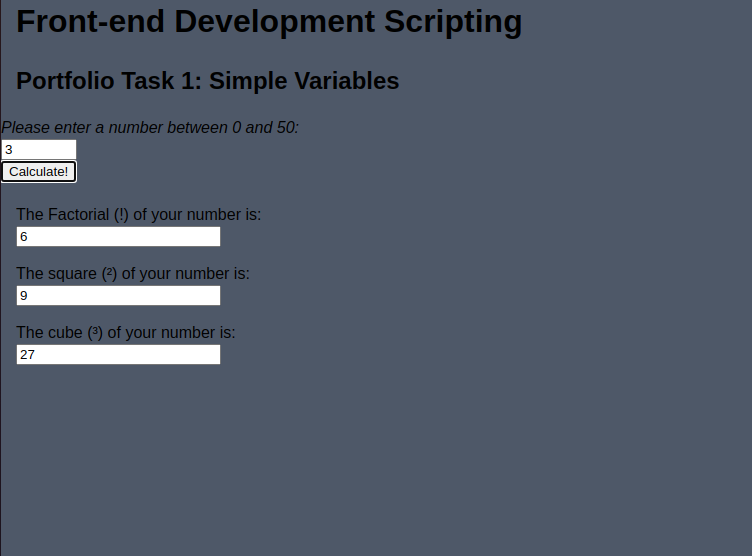 Front-end Development Scripting
Portfolio Task 1: Simple Variables
Please enter a number between 0 and 50:
3
Calculate!
The Factorial (!) of your number is:
6
The square (²) of your number is:
9
The cube (³) of your number is:
27